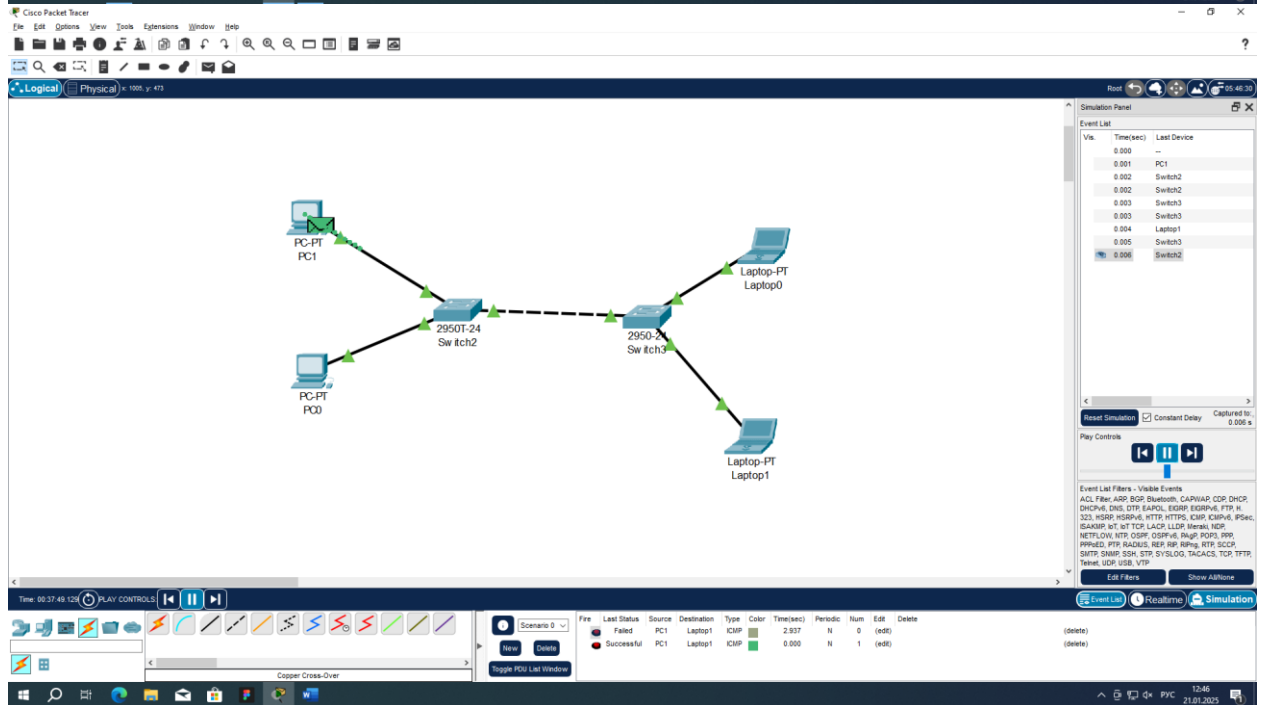 Cisco Packet Tracer
File Edit Options View Tools Extensions Window Help
?
Logical Physical x: 1005, y: 473
Root 05:46:30
Simulation Panel
Event List
Vis. Time(sec) Last Device
0.000 --
0.001 PC1
0.002 Switch2
0.002 Switch2
0.003 Switch3
0.003 Switch3
0.004 Laptop1
0.005 Switch3
0.006 Switch2
PC-PT
PC1
Laptop-PT
Laptop0
2950T-24
Switch2
2950-24
Switch3
PC-PT
PC0
Laptop-PT
Laptop1
Reset Simulation Constant Delay Captured to:
0.006 s
Play Controls
Event List Filters - Visible Events
ACL Filter, ARP, BGP, Bluetooth, CAPWAP, CDP, DHCP,
DHCPv6, DNS, DTP, EAPOL, EIGRP, EIGRPv6, FTP, H.
323, HSRP, HSRPv6, HTTP, HTTPS, ICMP, ICMPv6, IPSec,
ISAKMP, IoT, IoT TCP, LACP, LLDP, Meraki, NDP,
NETFLOW, NTP, OSPF, OSPFv6, PAgP, POP3, PPP,
PPPoED, PTP, RADIUS, REP, RIP, RIPng, RTP, SCCP,
SMTP, SNMP, SSH, STP, SYSLOG, TACACS, TCP, TFTP,
Telnet, UDP, USB, VTP
Edit Filters Show All/None
Time: 00:37:49.129 PLAY CONTROLS:
Event List Realtime Simulation
Scenario 0
New Delete
Toggle PDU List Window
Fire Last Status Source Destination Type Color Time(sec) Periodic Num Edit Delete
Failed PC1 Laptop1 ICMP 2.937 N 0 (edit) (delete)
Successful PC1 Laptop1 ICMP 0.000 N 1 (edit) (delete)
Copper Cross-Over
РУС
12:46
21.01.2025